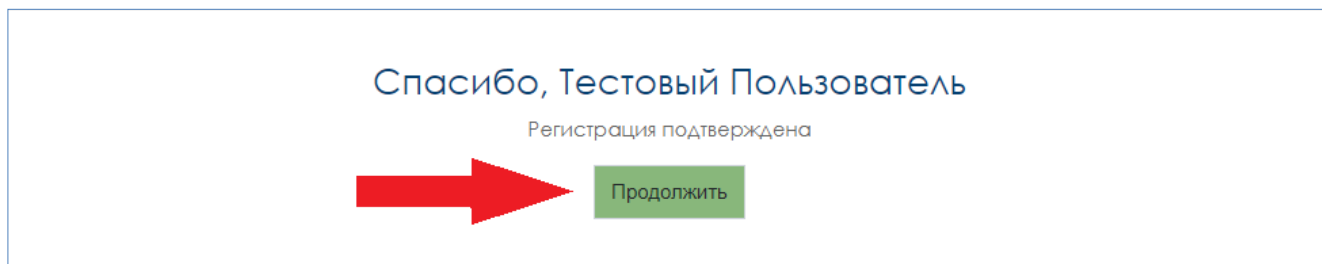 Спасибо, Тестовый Пользователь
Регистрация подтверждена
Продолжить